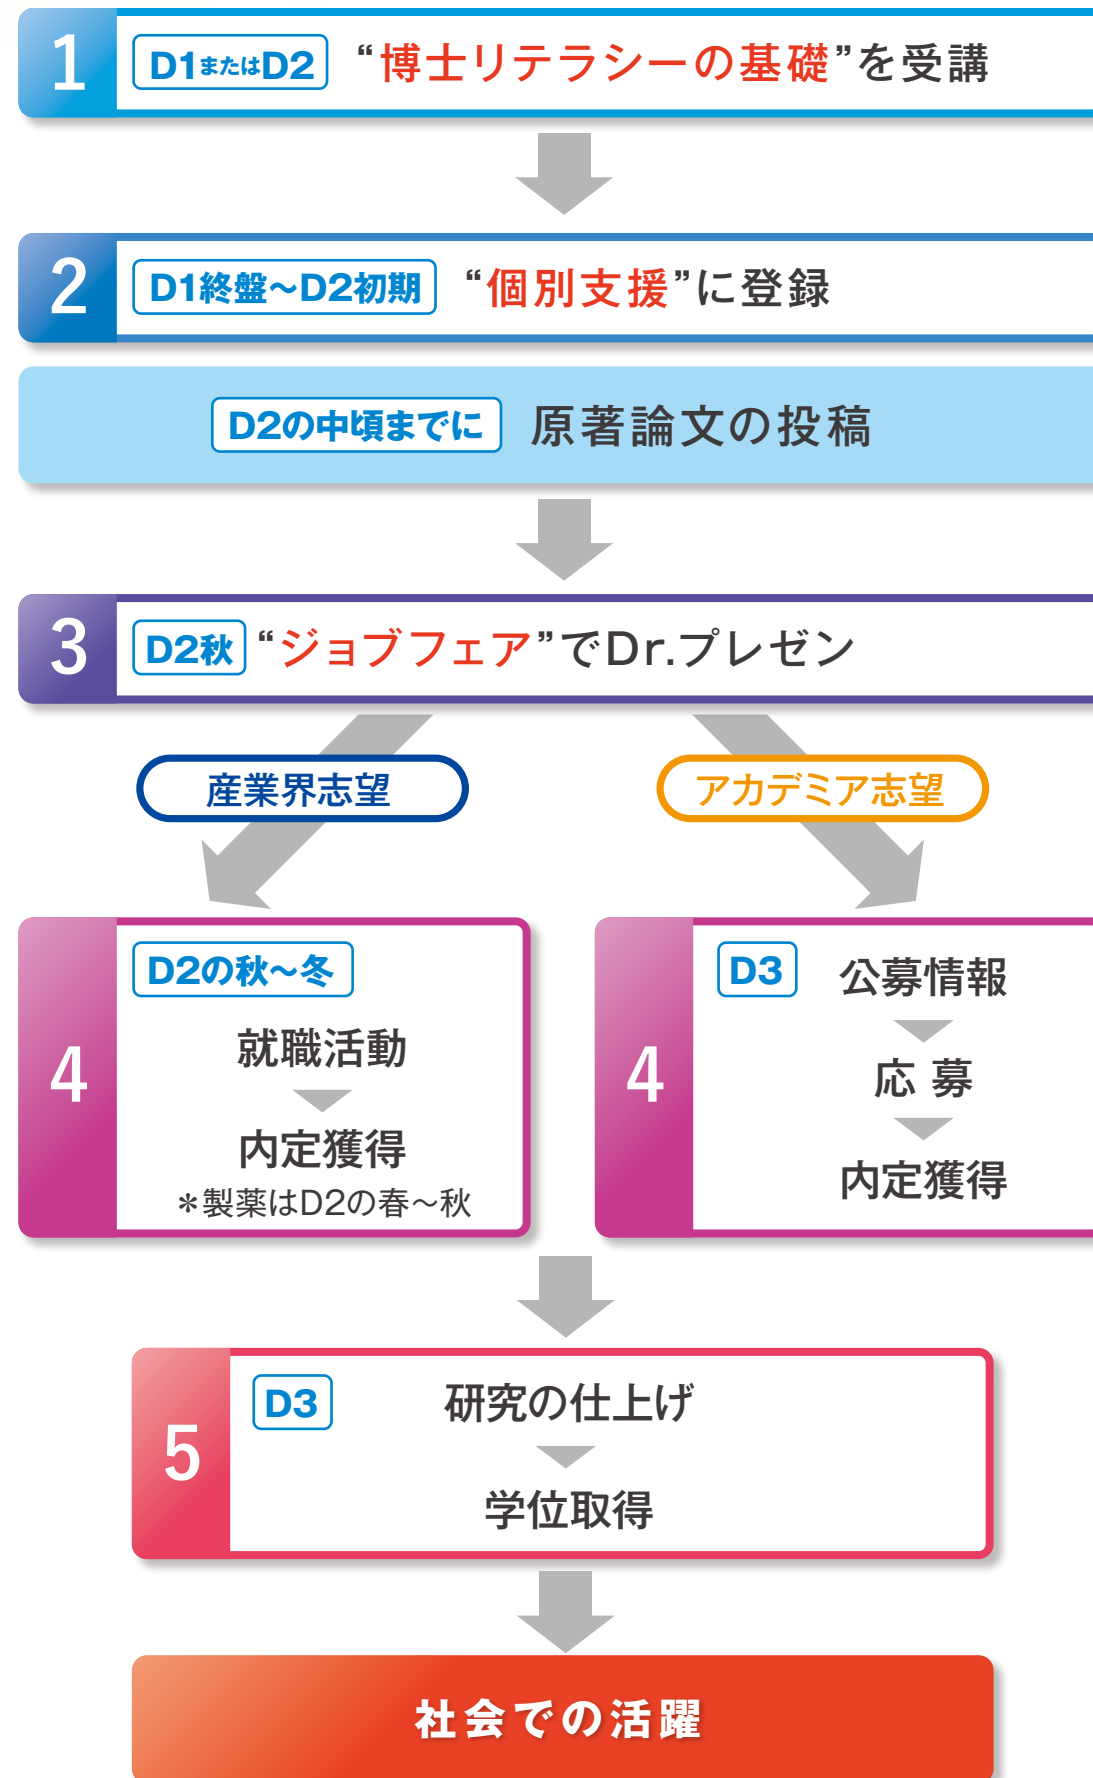 1 D1またはD2 “博士リテラシーの基礎”を受講
2 D1終盤～D2初期 “個別支援”に登録
D2の中頃までに 原著論文の投稿
3 D2秋 “ジョブフェア”でDr.プレゼン
産業界志望
アカデミア志望
4
D2の秋～冬
就職活動
内定獲得
＊製薬はD2の春～秋
4
D3 公募情報
応 募
内定獲得
5
D3 研究の仕上げ
学位取得
社会での活躍